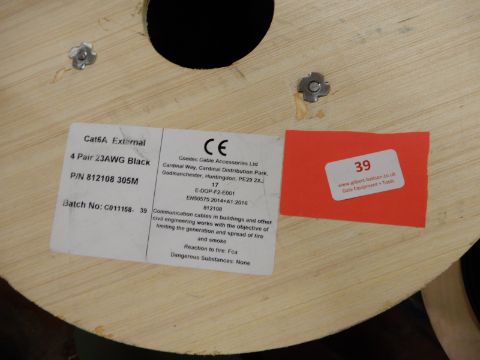 Cat6A External
4 Pair 23AWG Black
P/N 812108 305M
Batch No: C011158- 39
CE
Cable Accessories Ltd
Cardinal Way, Cardinal Distribution Park,
Godmanchester, Huntingdon, PE29 2XJ
17
E-DOP-F2-E001
EN50575:2014+A1:2016
812108
Communication cables in buildings and other
civil engineering works with the objective of
limiting the generation and spread of fire
and smoke
Reaction to fire: Fca
Dangerous Substances: None
39
Data Equipment & Tools